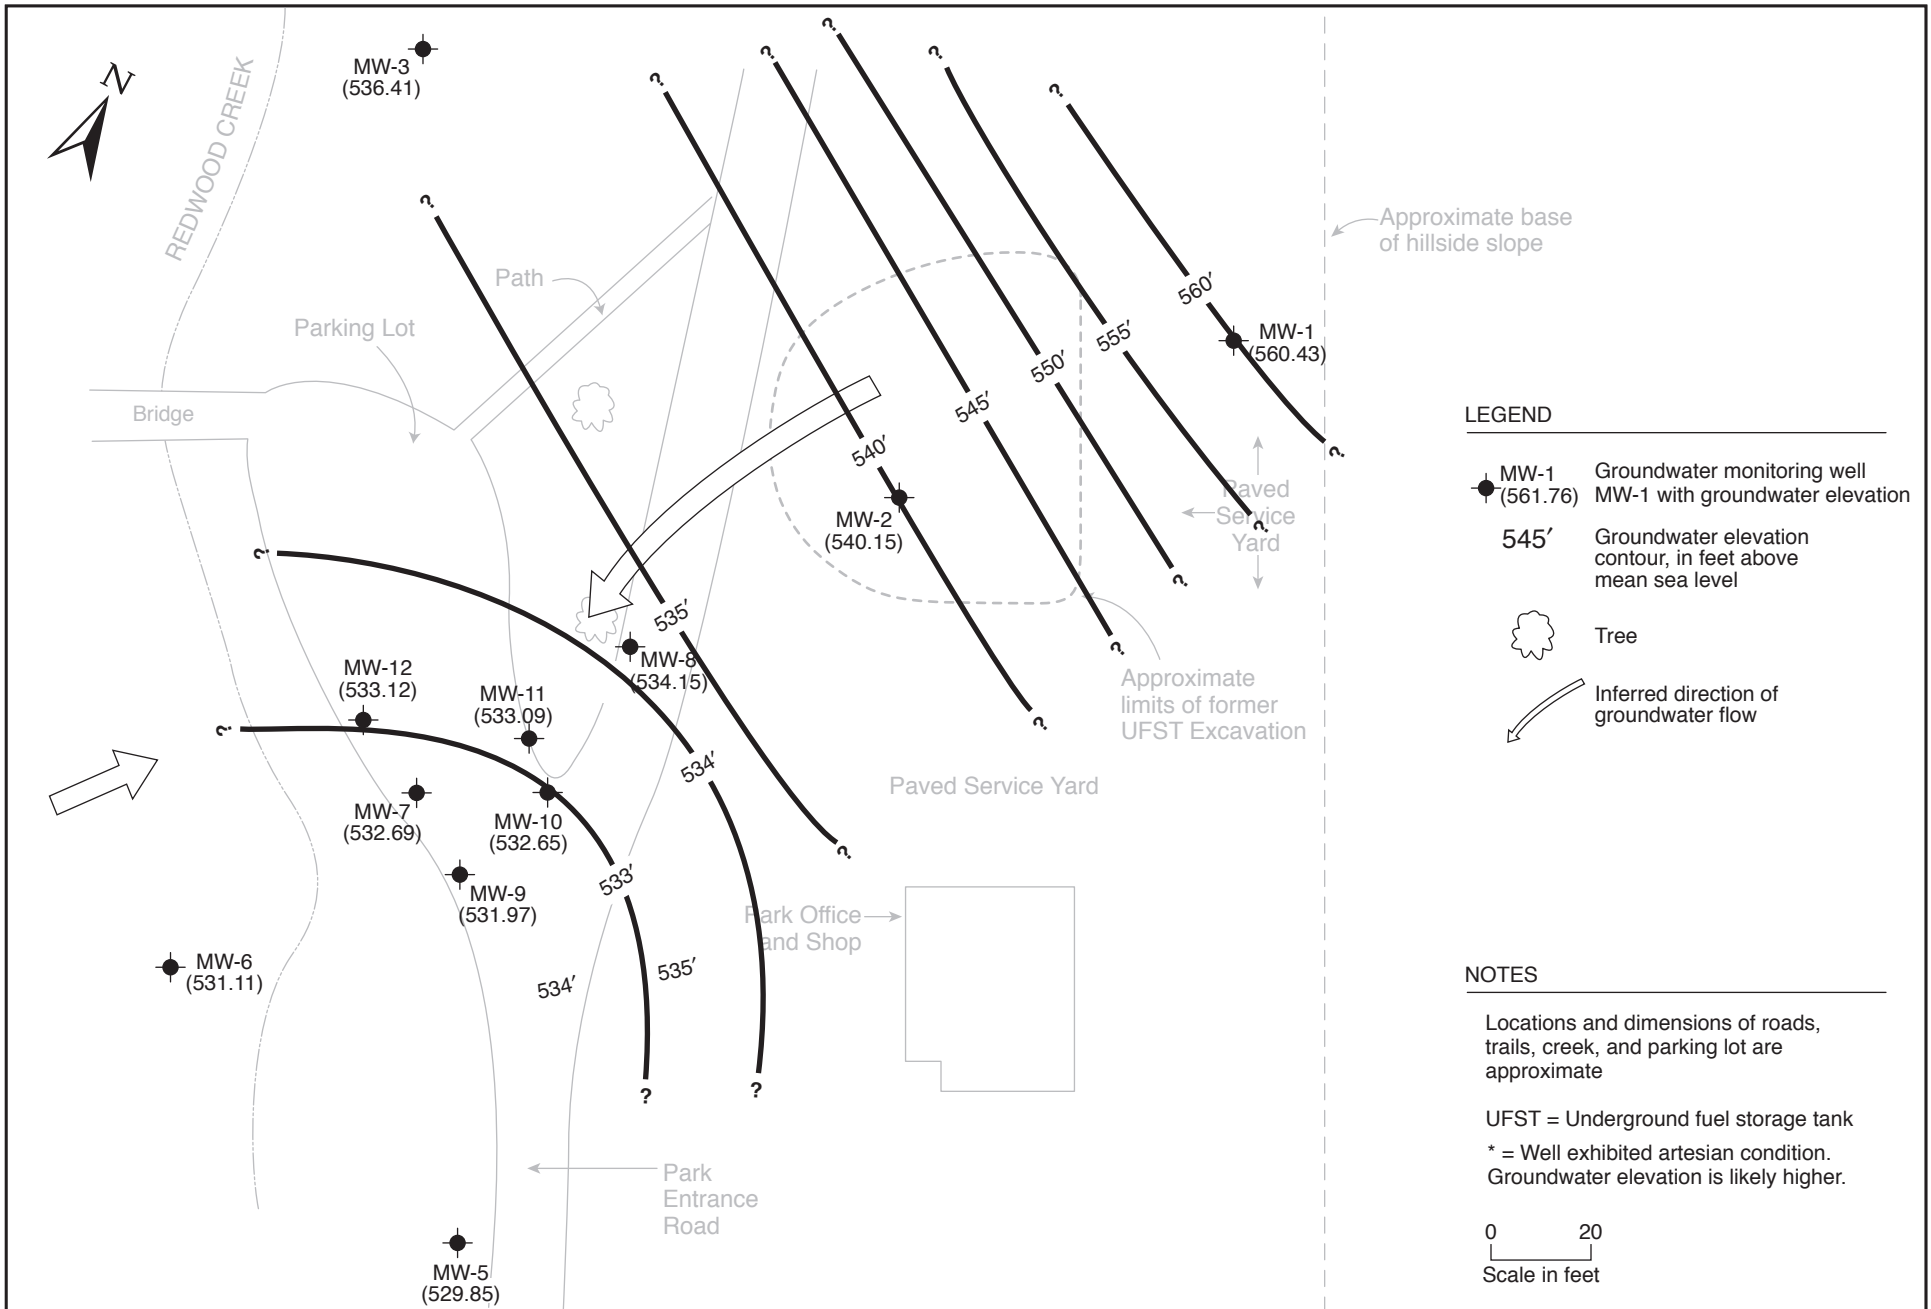 N
REDWOOD CREEK
MW-3
(536.41)
?
?
?
?
?
?
Approximate base
of hillside slope
Path
Parking Lot
560′
MW-1
(560.43)
555′
550′
545′
540′
Bridge
?
MW-2
(540.15)
Paved
Service
Yard
?
?
?
?
?
535′
MW-8
(534.15)
MW-12
(533.12)
MW-11
(533.09)
?
Approximate
limits of former
UFST Excavation
534′
Paved Service Yard
MW-7
(532.69)
MW-10
(532.65)
?
533′
MW-9
(531.97)
Park Office
and Shop
MW-6
(531.11)
534′
535′
?
?
Park
Entrance
Road
MW-5
(529.85)
LEGEND
MW-1
(561.76)
Groundwater monitoring well
MW-1 with groundwater elevation
545′
Groundwater elevation
contour, in feet above
mean sea level
Tree
Inferred direction of
groundwater flow
NOTES
Locations and dimensions of roads,
trails, creek, and parking lot are
approximate
UFST = Underground fuel storage tank
* = Well exhibited artesian condition.
Groundwater elevation is likely higher.
0 20
Scale in feet